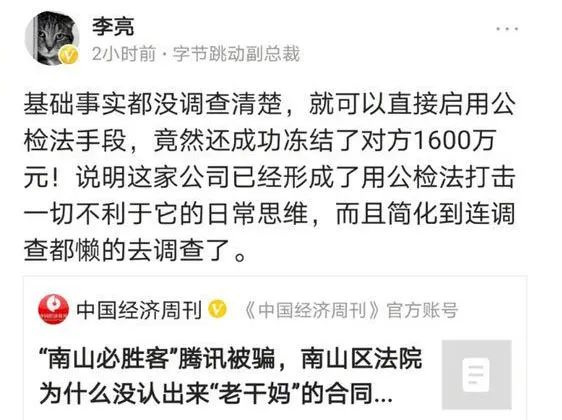 李亮
2小时前·字节跳动副总裁
基础事实都没调查清楚，就可以直接启用公
检法手段，竟然还成功冻结了对方1600万
元！说明这家公司已经形成了用公检法打击
一切不利于它的日常思维，而且简化到连调
查都懒的去调查了。
中国经济周刊 《中国经济周刊》官方账号
“南山必胜客”腾讯被骗，南山区法院
为什么没认出来“老干妈”的合同...